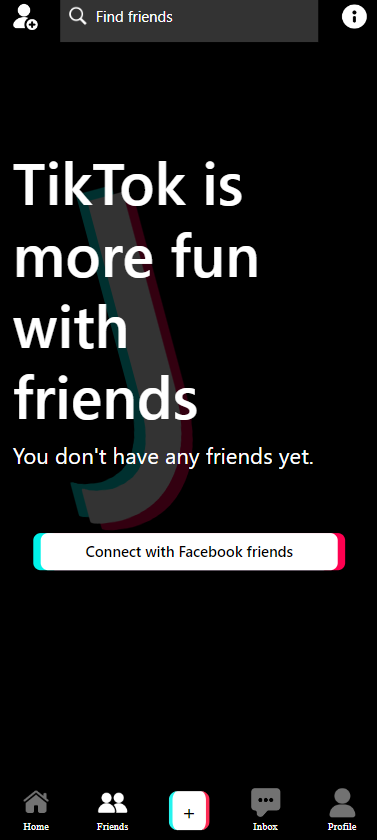 Find friends
TikTok is
more fun
with
friends
You don't have any friends yet.
Connect with Facebook friends
+
Home
Friends
Inbox
Profile